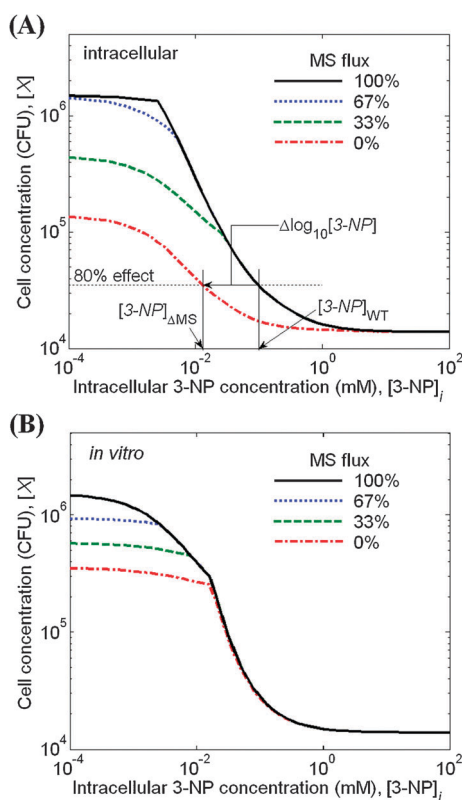 (A)
intracellular
MS flux
100%
67%
33%
0%
10^6
10^5
10^4
Cell concentration (CFU), [X]
Δlog10[3-NP]
80% effect
[3-NP]ΔMS
[3-NP]WT
10^-4
10^-2
10^0
10^2
Intracellular 3-NP concentration (mM), [3-NP]i
(B)
in vitro
MS flux
100%
67%
33%
0%
10^6
10^5
10^4
Cell concentration (CFU), [X]
10^-4
10^-2
10^0
10^2
Intracellular 3-NP concentration (mM), [3-NP]i